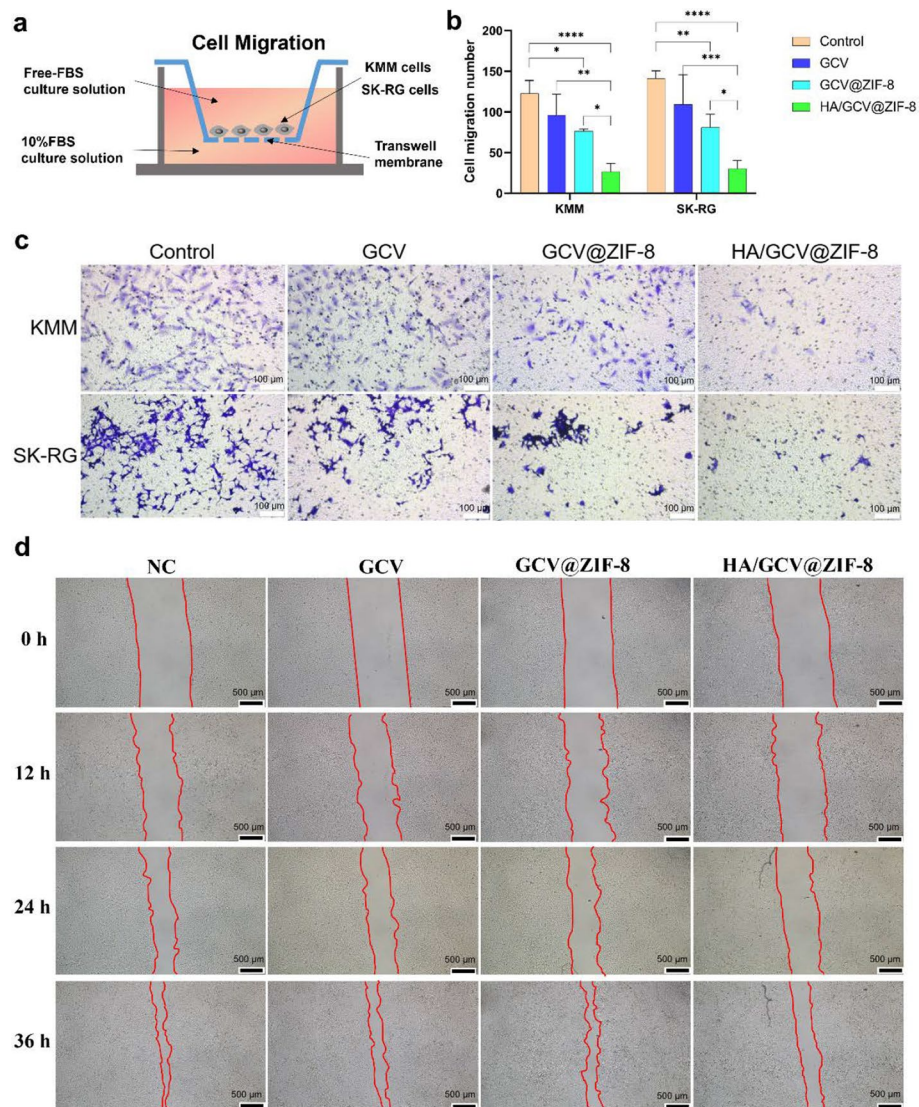 a
Cell Migration
Free-FBS
culture solution
10%FBS
culture solution
KMM cells
SK-RG cells
Transwell
membrane
b
Cell migration number
200
150
100
50
0
**** ****
* **
** ***
* *
KMM SK-RG
Control
GCV
GCV@ZIF-8
HA/GCV@ZIF-8
c
Control GCV GCV@ZIF-8 HA/GCV@ZIF-8
KMM
100 μm 100 μm 100 μm 100 μm
SK-RG
100 μm 100 μm 100 μm 100 μm
d
NC GCV GCV@ZIF-8 HA/GCV@ZIF-8
0 h
500 μm 500 μm 500 μm 500 μm
12 h
500 μm 500 μm 500 μm 500 μm
24 h
500 μm 500 μm 500 μm 500 μm
36 h
500 μm 500 μm 500 μm 500 μm